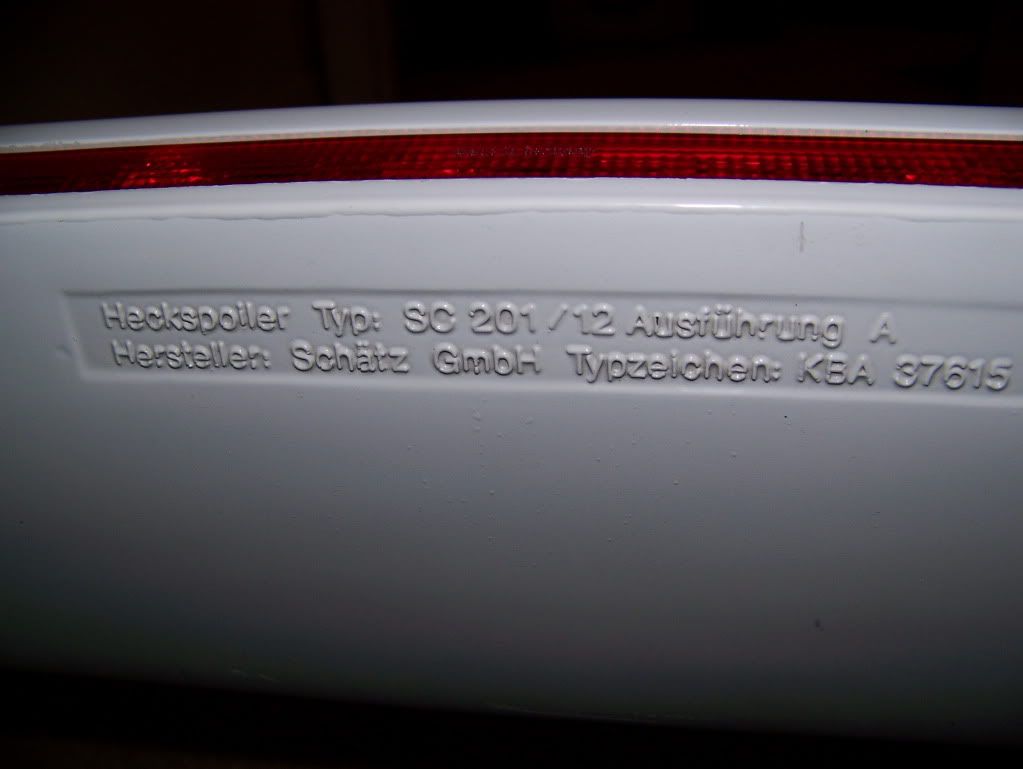 Heckspoiler Typ: SC 201/12 Ausführung A
Hersteller: Schätz GmbH Typzeichen: KBA 37615